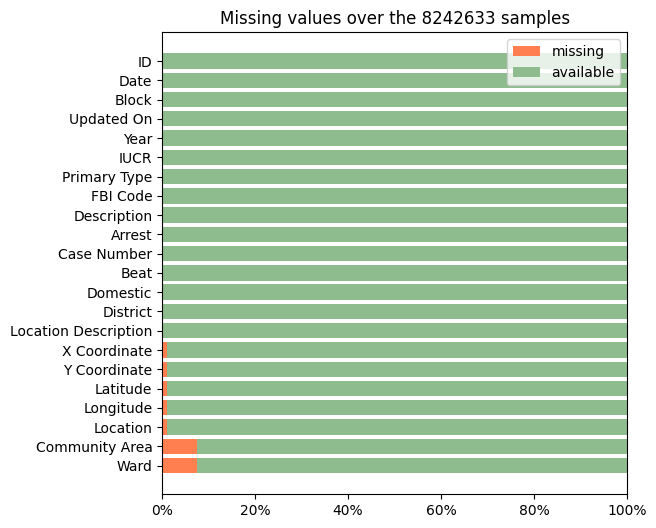 Missing values over the 8242633 samples
missing
available
ID
Date
Block
Updated On
Year
IUCR
Primary Type
FBI Code
Description
Arrest
Case Number
Beat
Domestic
District
Location Description
X Coordinate
Y Coordinate
Latitude
Longitude
Location
Community Area
Ward
0% 20% 40% 60% 80% 100%